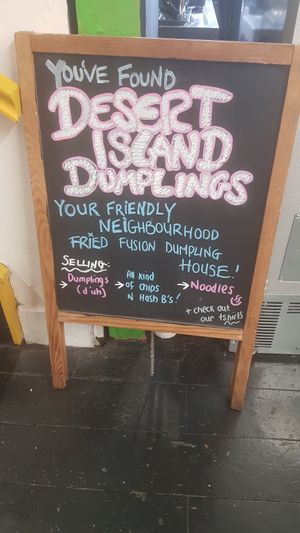 You've Found
Desert
Island
Dumplings
Your Friendly
Neighbourhood
Fried Fusion Dumpling
House!
Selling:
→ Dumplings
(d'uh)
→ All kind
of chips
N Hash B's!
→ Noodles
+ check out
our tshirts